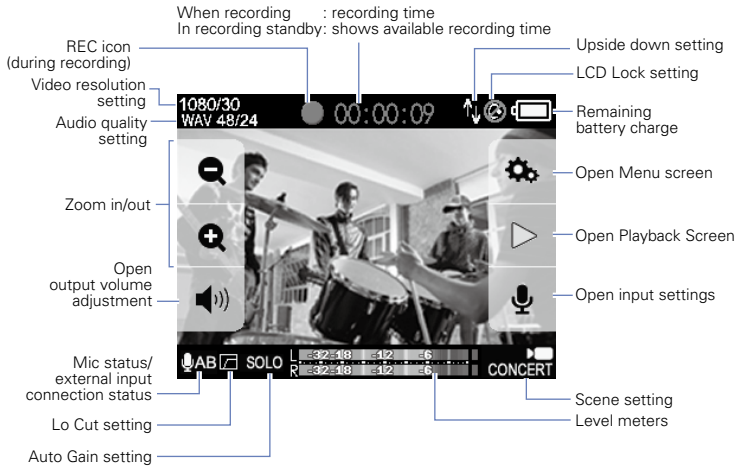 When recording : recording time
In recording standby: shows available recording time
REC icon
(during recording)
Video resolution
setting
Audio quality
setting
Zoom in/out
Open
output volume
adjustment
Mic status/
external input
connection status
Lo Cut setting
Auto Gain setting
1080/30
WAV 48/24
00:00:09
AB
SOLO
L -32 -18 -12 -6
R -32 -18 -12 -6
CONCERT
Upside down setting
LCD Lock setting
Remaining
battery charge
Open Menu screen
Open Playback Screen
Open input settings
Scene setting
Level meters